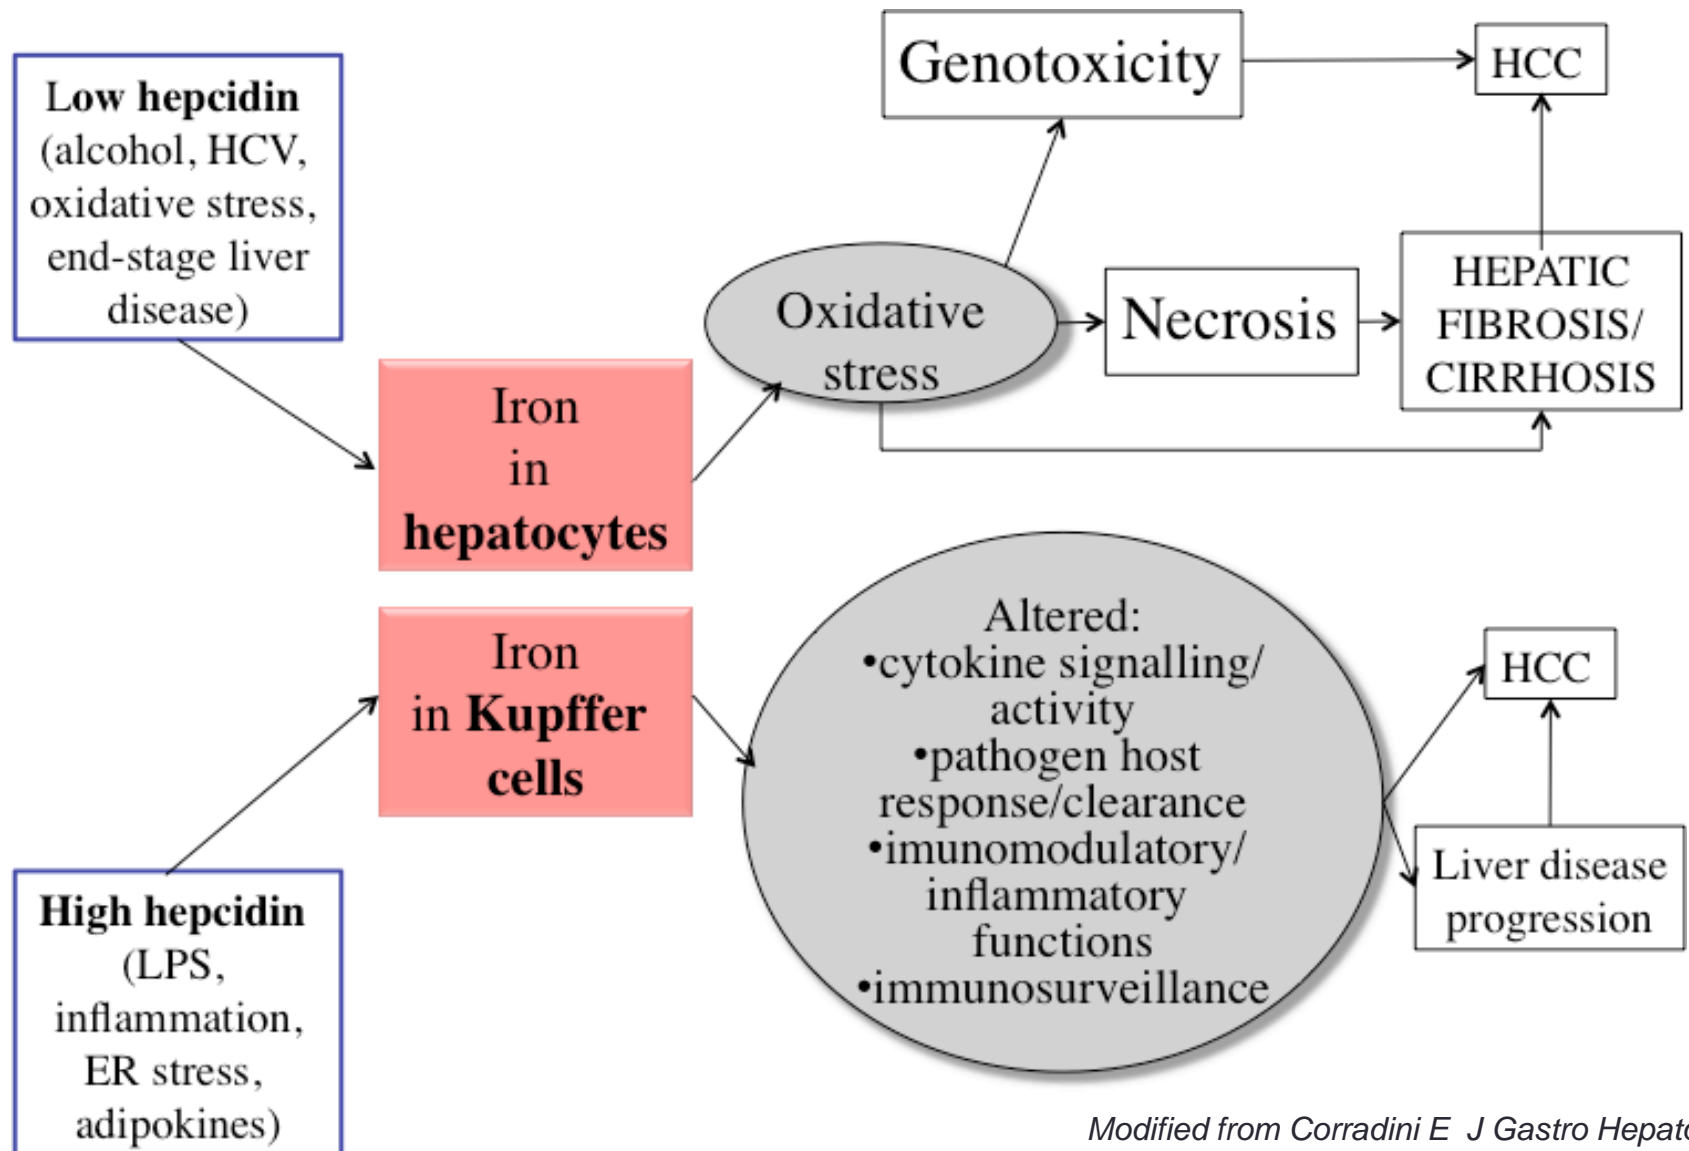 Low hepcidin
(alcohol, HCV,
oxidative stress,
end-stage liver
disease)
Iron
in
hepatocytes
Oxidative
stress
Genotoxicity
HCC
Necrosis
HEPATIC
FIBROSIS/
CIRRHOSIS
High hepcidin
(LPS,
inflammation,
ER stress,
adipokines)
Iron
in Kupffer
cells
Altered:
•cytokine signalling/
activity
•pathogen host
response/clearance
•imunomodulatory/
inflammatory
functions
•immunosurveillance
HCC
Liver disease
progression
Modified from Corradini E J Gastro Hepato